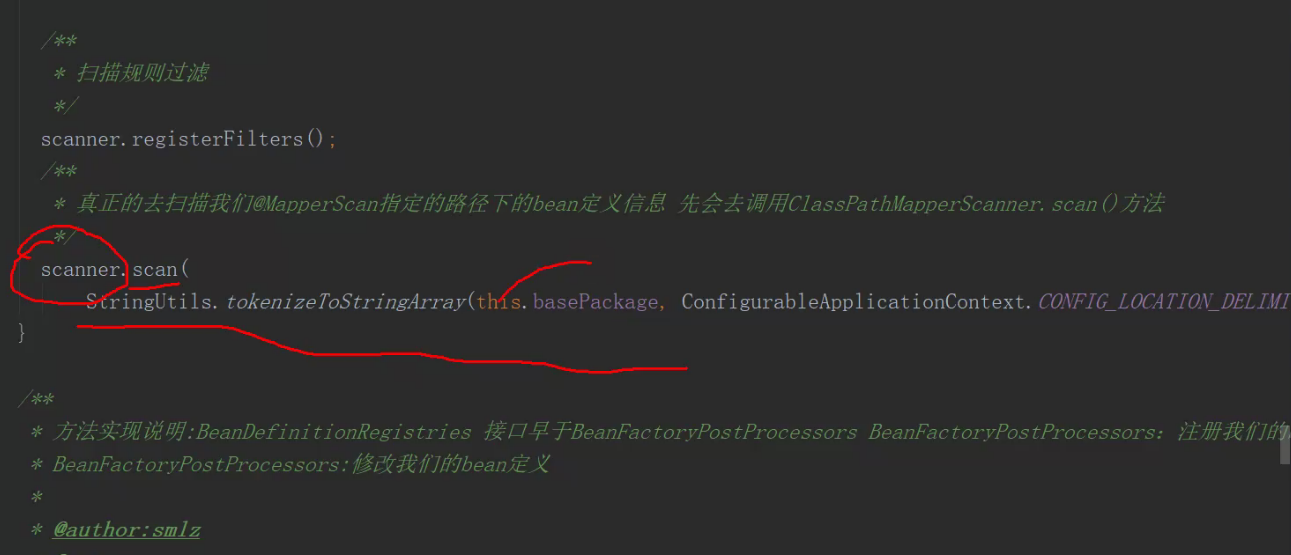 /**
* 扫描规则过滤
*/
scanner.registerFilters();
/**
* 真正的去扫描我们@MapperScan指定的路径下的bean定义信息 先会去调用ClassPathMapperScanner.scan()方法
*/
scanner.scan(
StringUtils.tokenizeToStringArray(this.basePackage, ConfigurableApplicationContext.CONFIG_LOCATION_DELIMI
}
/**
* 方法实现说明:BeanDefinitionRegistries 接口早于BeanFactoryPostProcessors BeanFactoryPostProcessors: 注册我们的
* BeanFactoryPostProcessors:修改我们的bean定义
*
* @author:smlz